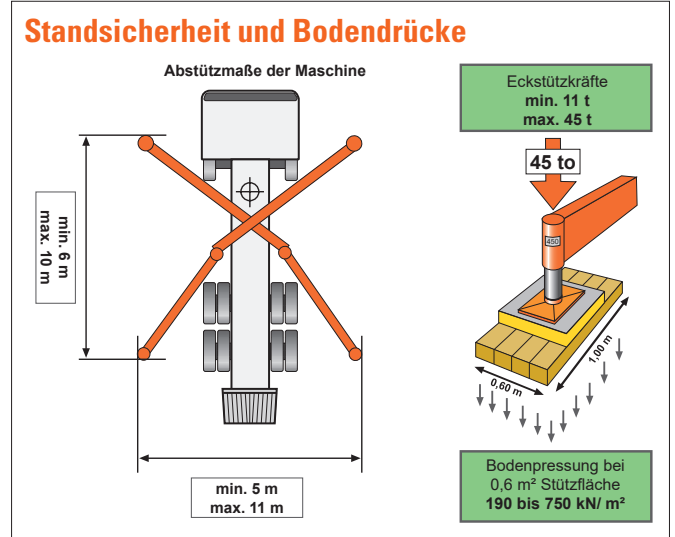 Standsicherheit und Bodendrücke
Abstützmaße der Maschine
min. 6 m
max. 10 m
min. 5 m
max. 11 m
Eckstützkräfte
min. 11 t
max. 45 t
45 to
450
0,60 m
1,00 m
Bodenpressung bei
0,6 m² Stützfläche
190 bis 750 kN/ m²